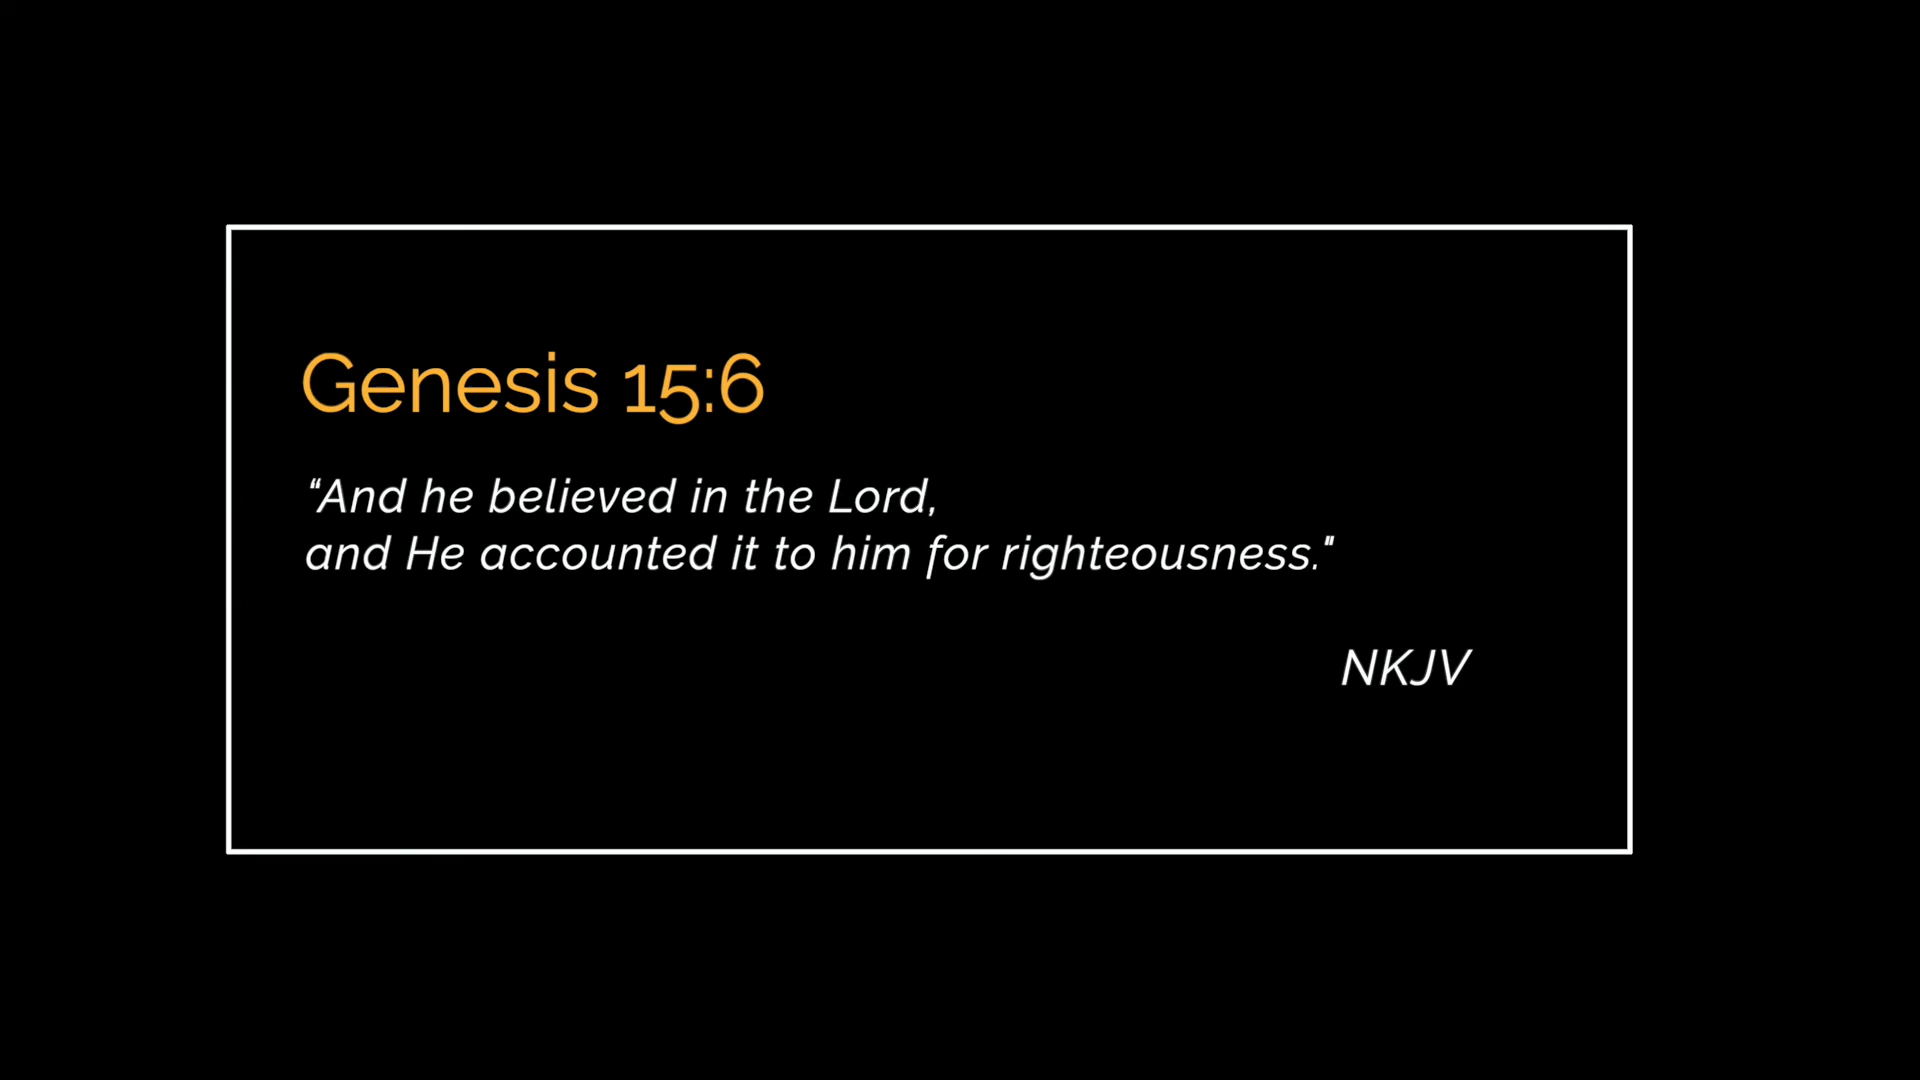 Genesis 15:6
“And he believed in the Lord,
and He accounted it to him for righteousness."
NKJV